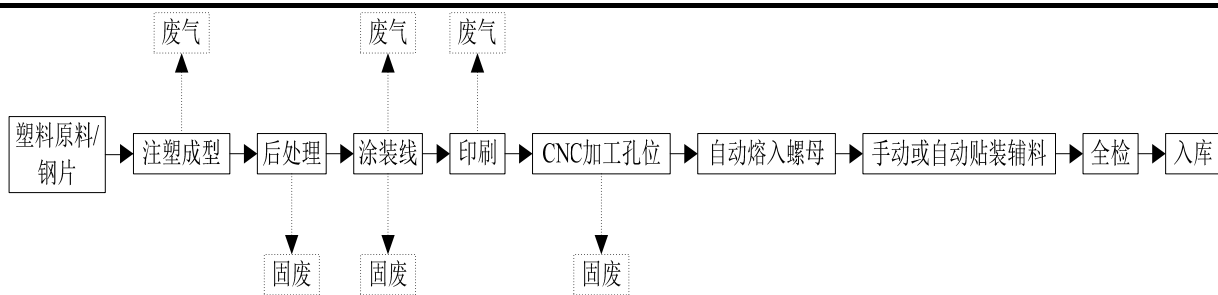 废气
废气
废气
塑料原料/
钢片
注塑成型
后处理
涂装线
印刷
CNC加工孔位
自动熔入螺母
手动或自动贴装辅料
全检
入库
固废
固废
固废